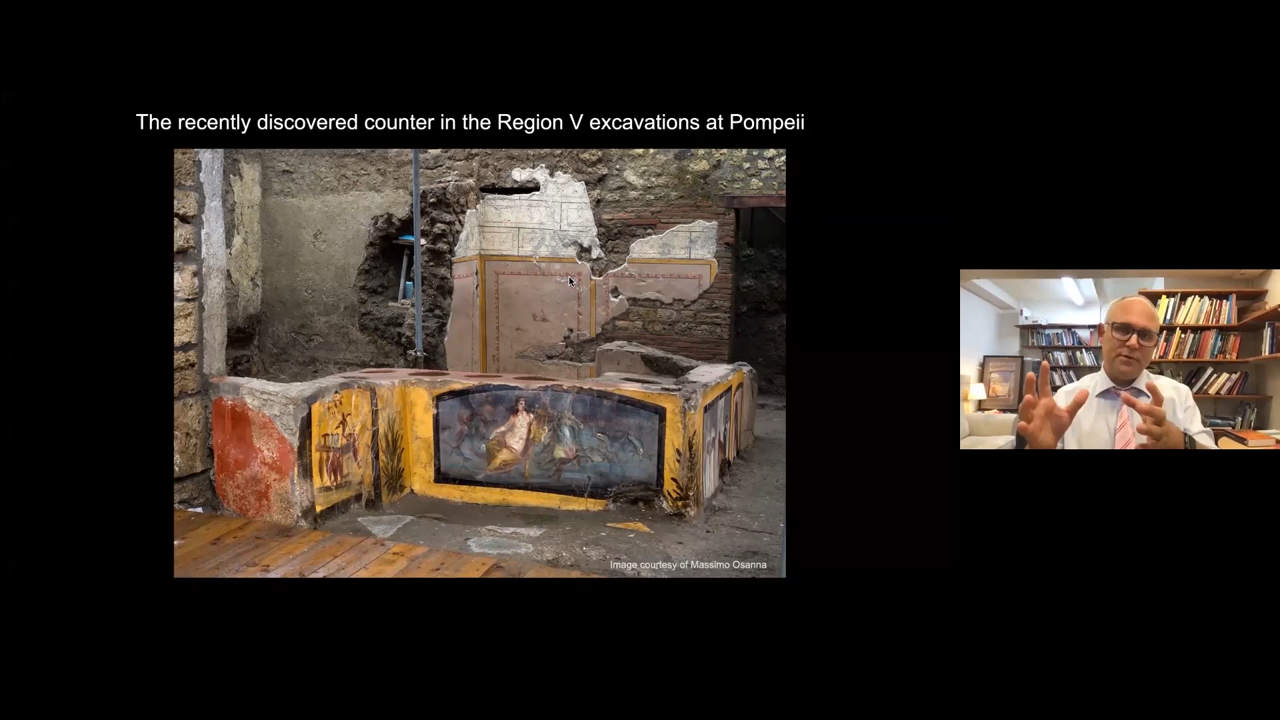 The recently discovered counter in the Region V excavations at Pompeii
Image courtesy of Massimo Osanna